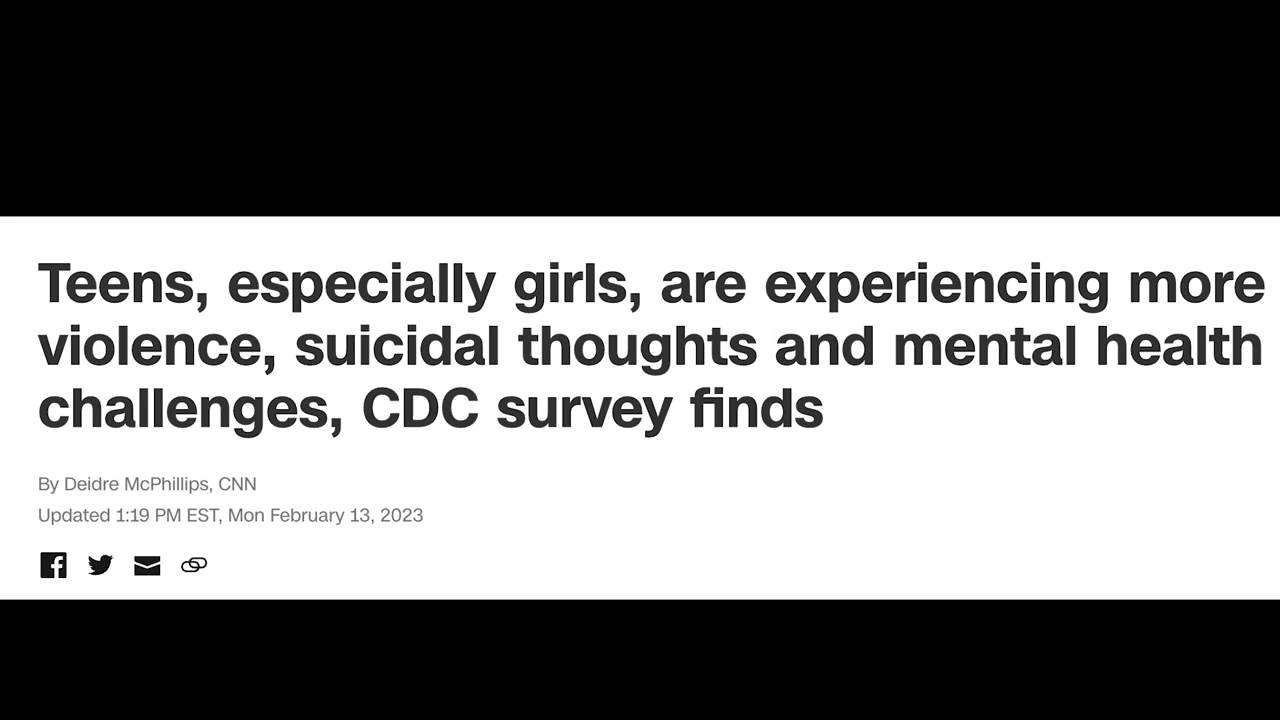 Teens, especially girls, are experiencing more
violence, suicidal thoughts and mental health
challenges, CDC survey finds
By Deidre McPhillips, CNN
Updated 1:19 PM EST, Mon February 13, 2023